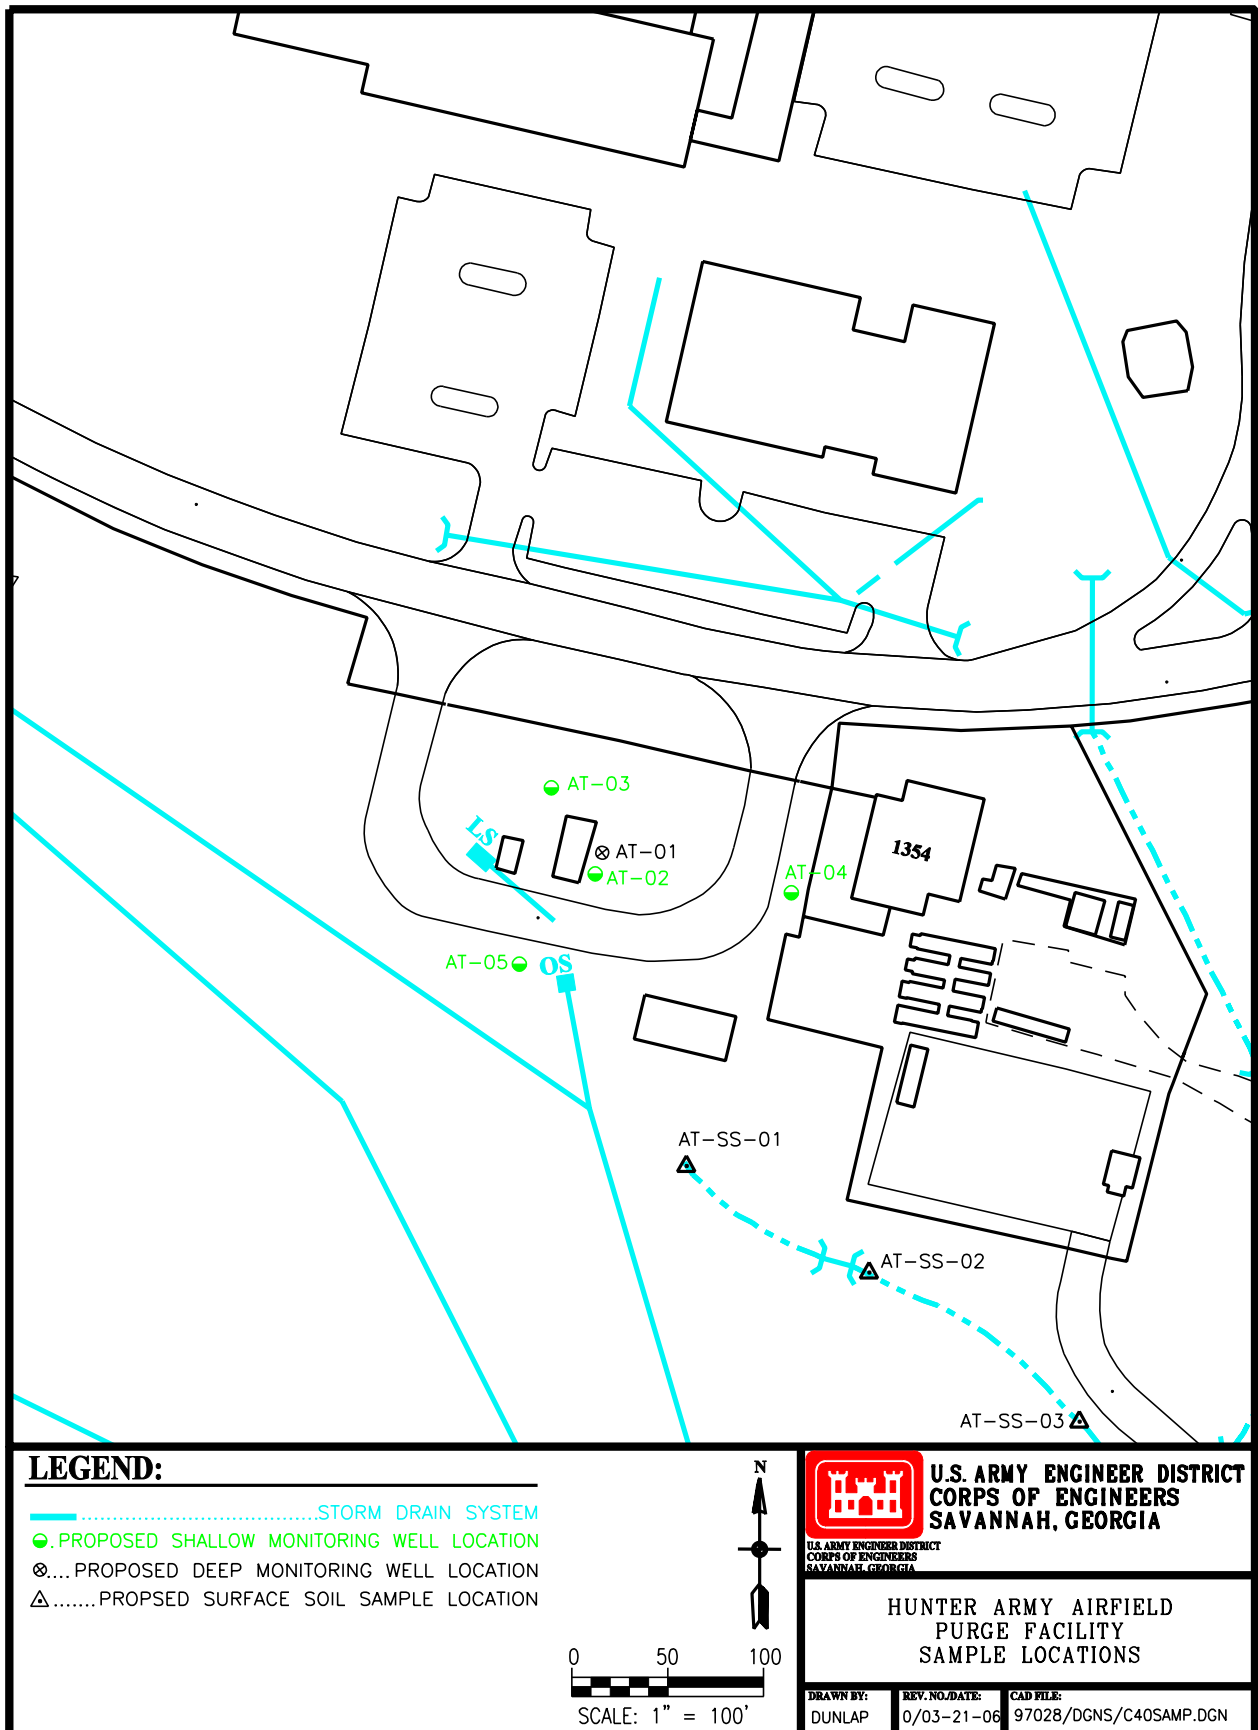 AT-03
LS
AT-01
AT-02
1354
AT-04
AT-05
OS
AT-SS-01
AT-SS-02
AT-SS-03
LEGEND:
....................................STORM DRAIN SYSTEM
.PROPOSED SHALLOW MONITORING WELL LOCATION
....PROPOSED DEEP MONITORING WELL LOCATION
.......PROPSED SURFACE SOIL SAMPLE LOCATION
N
0 50 100
SCALE: 1" = 100'
U.S. ARMY ENGINEER DISTRICT
CORPS OF ENGINEERS
SAVANNAH, GEORGIA
U.S. ARMY ENGINEER DISTRICT
CORPS OF ENGINEERS
SAVANNAH, GEORGIA
HUNTER ARMY AIRFIELD
PURGE FACILITY
SAMPLE LOCATIONS
DRAWN BY:
DUNLAP
REV. NO./DATE:
0/03-21-06
CAD FILE:
97028/DGNS/C40SAMP.DGN